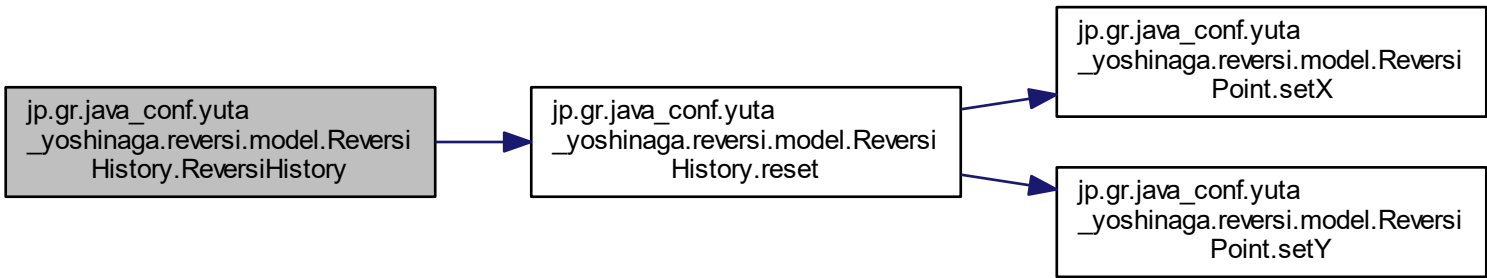 jp.gr.java_conf.yuta
_yoshinaga.reversi.model.Reversi
History.ReversiHistory
jp.gr.java_conf.yuta
_yoshinaga.reversi.model.Reversi
History.reset
jp.gr.java_conf.yuta
_yoshinaga.reversi.model.Reversi
Point.setX
jp.gr.java_conf.yuta
_yoshinaga.reversi.model.Reversi
Point.setY